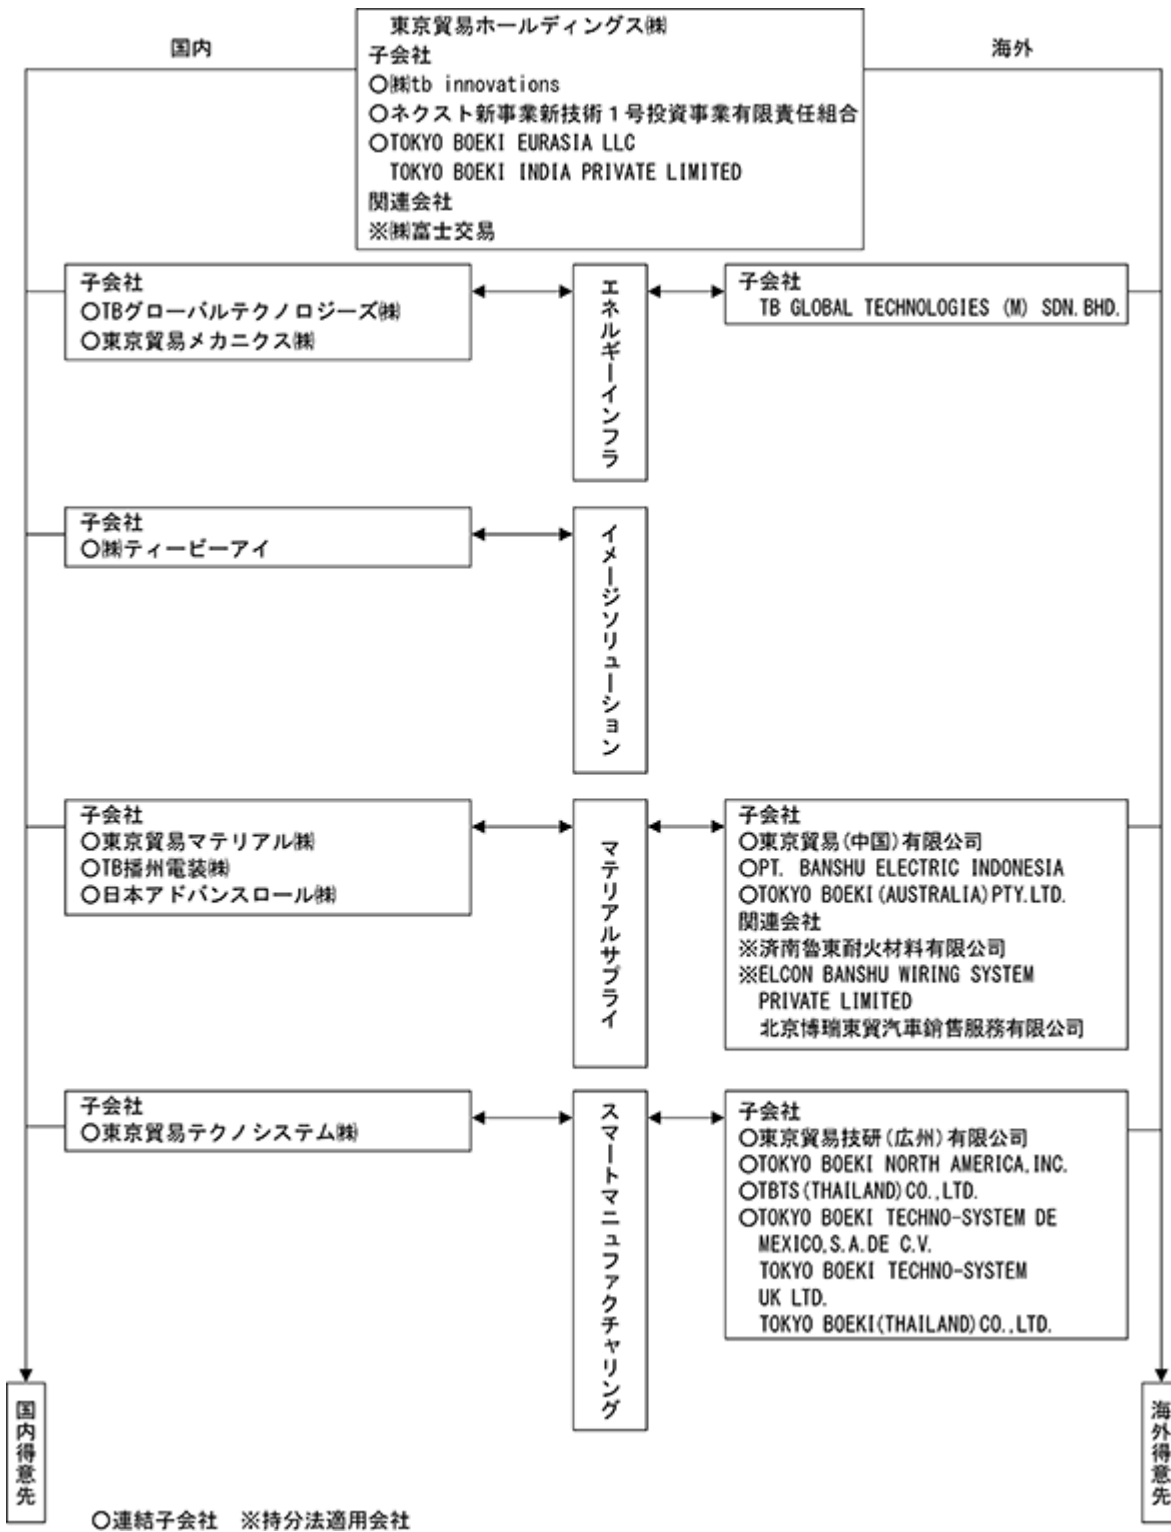 東京貿易ホールディングス㈱
国内
海外
子会社
○㈱tb innovations
○ネクスト新事業新技術１号投資事業有限責任組合
○TOKYO BOEKI EURASIA LLC
TOKYO BOEKI INDIA PRIVATE LIMITED
関連会社
※㈱富士交易
子会社
○TBグローバルテクノロジーズ㈱
○東京貿易メカニクス㈱
エネルギーインフラ
子会社
TB GLOBAL TECHNOLOGIES (M) SDN.BHD.
子会社
○㈱ティービーアイ
イメージソリューション
子会社
○東京貿易マテリアル㈱
○TB播州電装㈱
○日本アドバンスロール㈱
マテリアルサプライ
子会社
○東京貿易(中国)有限公司
○PT. BANSHU ELECTRIC INDONESIA
○TOKYO BOEKI(AUSTRALIA)PTY.LTD.
関連会社
※済南魯東耐火材料有限公司
※ELCON BANSHU WIRING SYSTEM
PRIVATE LIMITED
北京博瑞東貿汽車銷售服務有限公司
子会社
○東京貿易テクノシステム㈱
スマートマニュファクチャリング
子会社
○東京貿易技研(広州)有限公司
○TOKYO BOEKI NORTH AMERICA,INC.
○TBTS(THAILAND)CO.,LTD.
○TOKYO BOEKI TECHNO-SYSTEM DE
MEXICO,S.A.DE C.V.
TOKYO BOEKI TECHNO-SYSTEM
UK LTD.
TOKYO BOEKI(THAILAND)CO.,LTD.
国内得意先
海外得意先
○連結子会社　※持分法適用会社